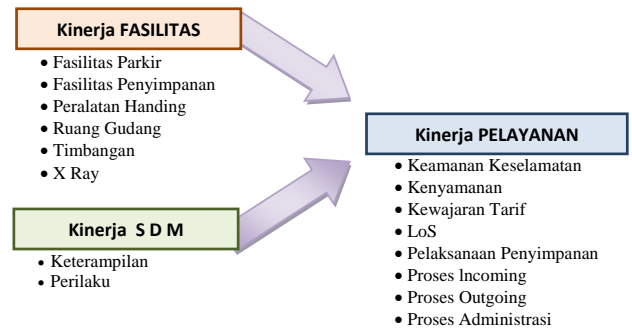 Kinerja FASILITAS
• Fasilitas Parkir
• Fasilitas Penyimpanan
• Peralatan Handing
• Ruang Gudang
• Timbangan
• X Ray
Kinerja S D M
• Keterampilan
• Perilaku
Kinerja PELAYANAN
• Keamanan Keselamatan
• Kenyamanan
• Kewajaran Tarif
• LoS
• Pelaksanaan Penyimpanan
• Proses Incoming
• Proses Outgoing
• Proses Administrasi